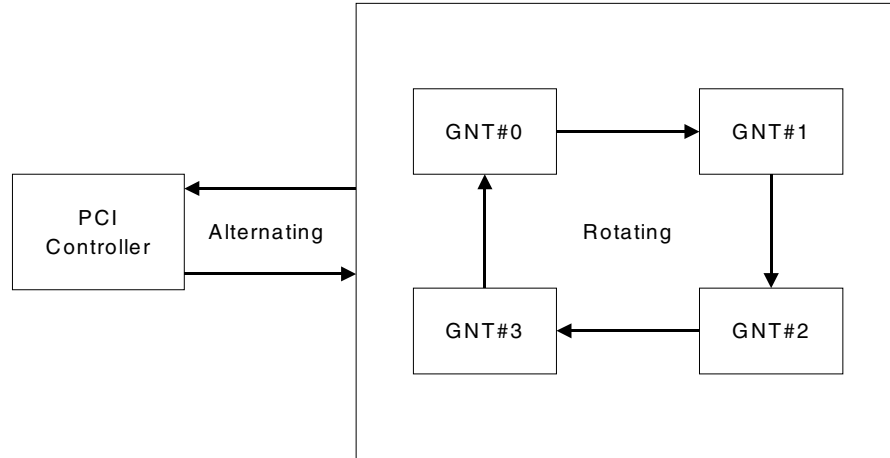 GNT#0
GNT#1
PCI
Controller
Alternating
Rotating
GNT#3
GNT#2